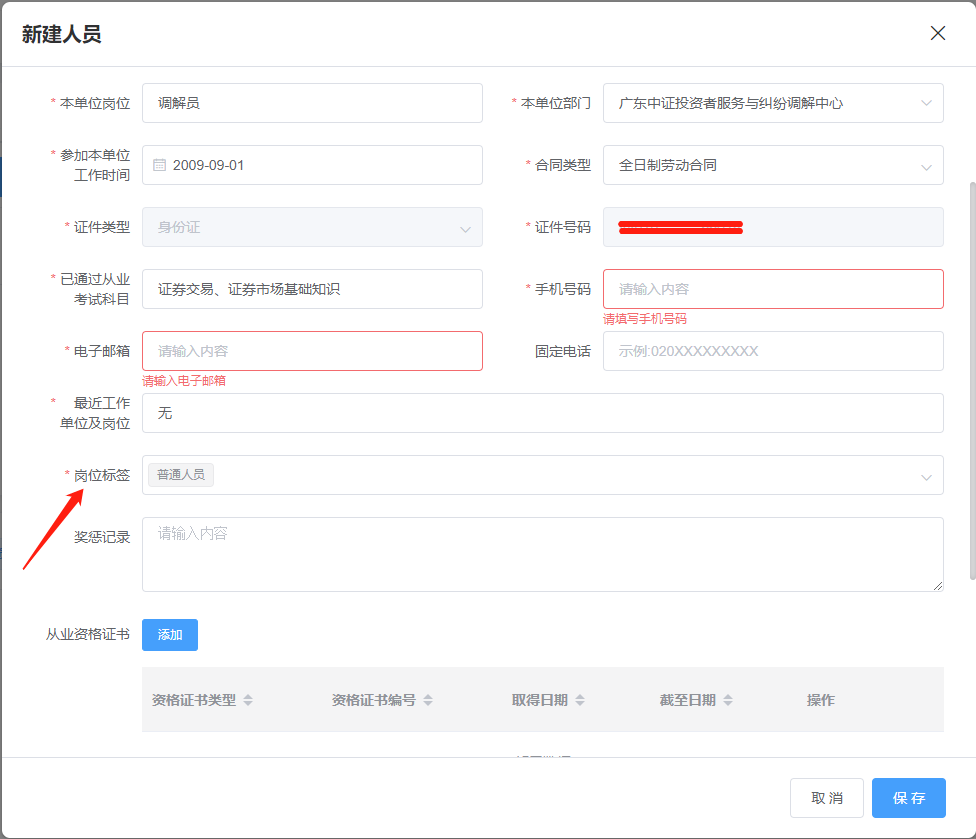 新建人员
* 本单位岗位 调解员 * 本单位部门 广东中证投资者服务与纠纷调解中心
* 参加本单位
工作时间 2009-09-01 * 合同类型 全日制劳动合同
* 证件类型 身份证 * 证件号码
* 已通过从业
考试科目 证券交易、证券市场基础知识 * 手机号码 请输入内容
请填写手机号码
* 电子邮箱 请输入内容 固定电话 示例:020XXXXXXXXX
请输入电子邮箱
* 最近工作
单位及岗位 无
* 岗位标签 普通人员
奖惩记录 请输入内容
从业资格证书 添加
资格证书类型 资格证书编号 取得日期 截至日期 操作
取 消 保 存